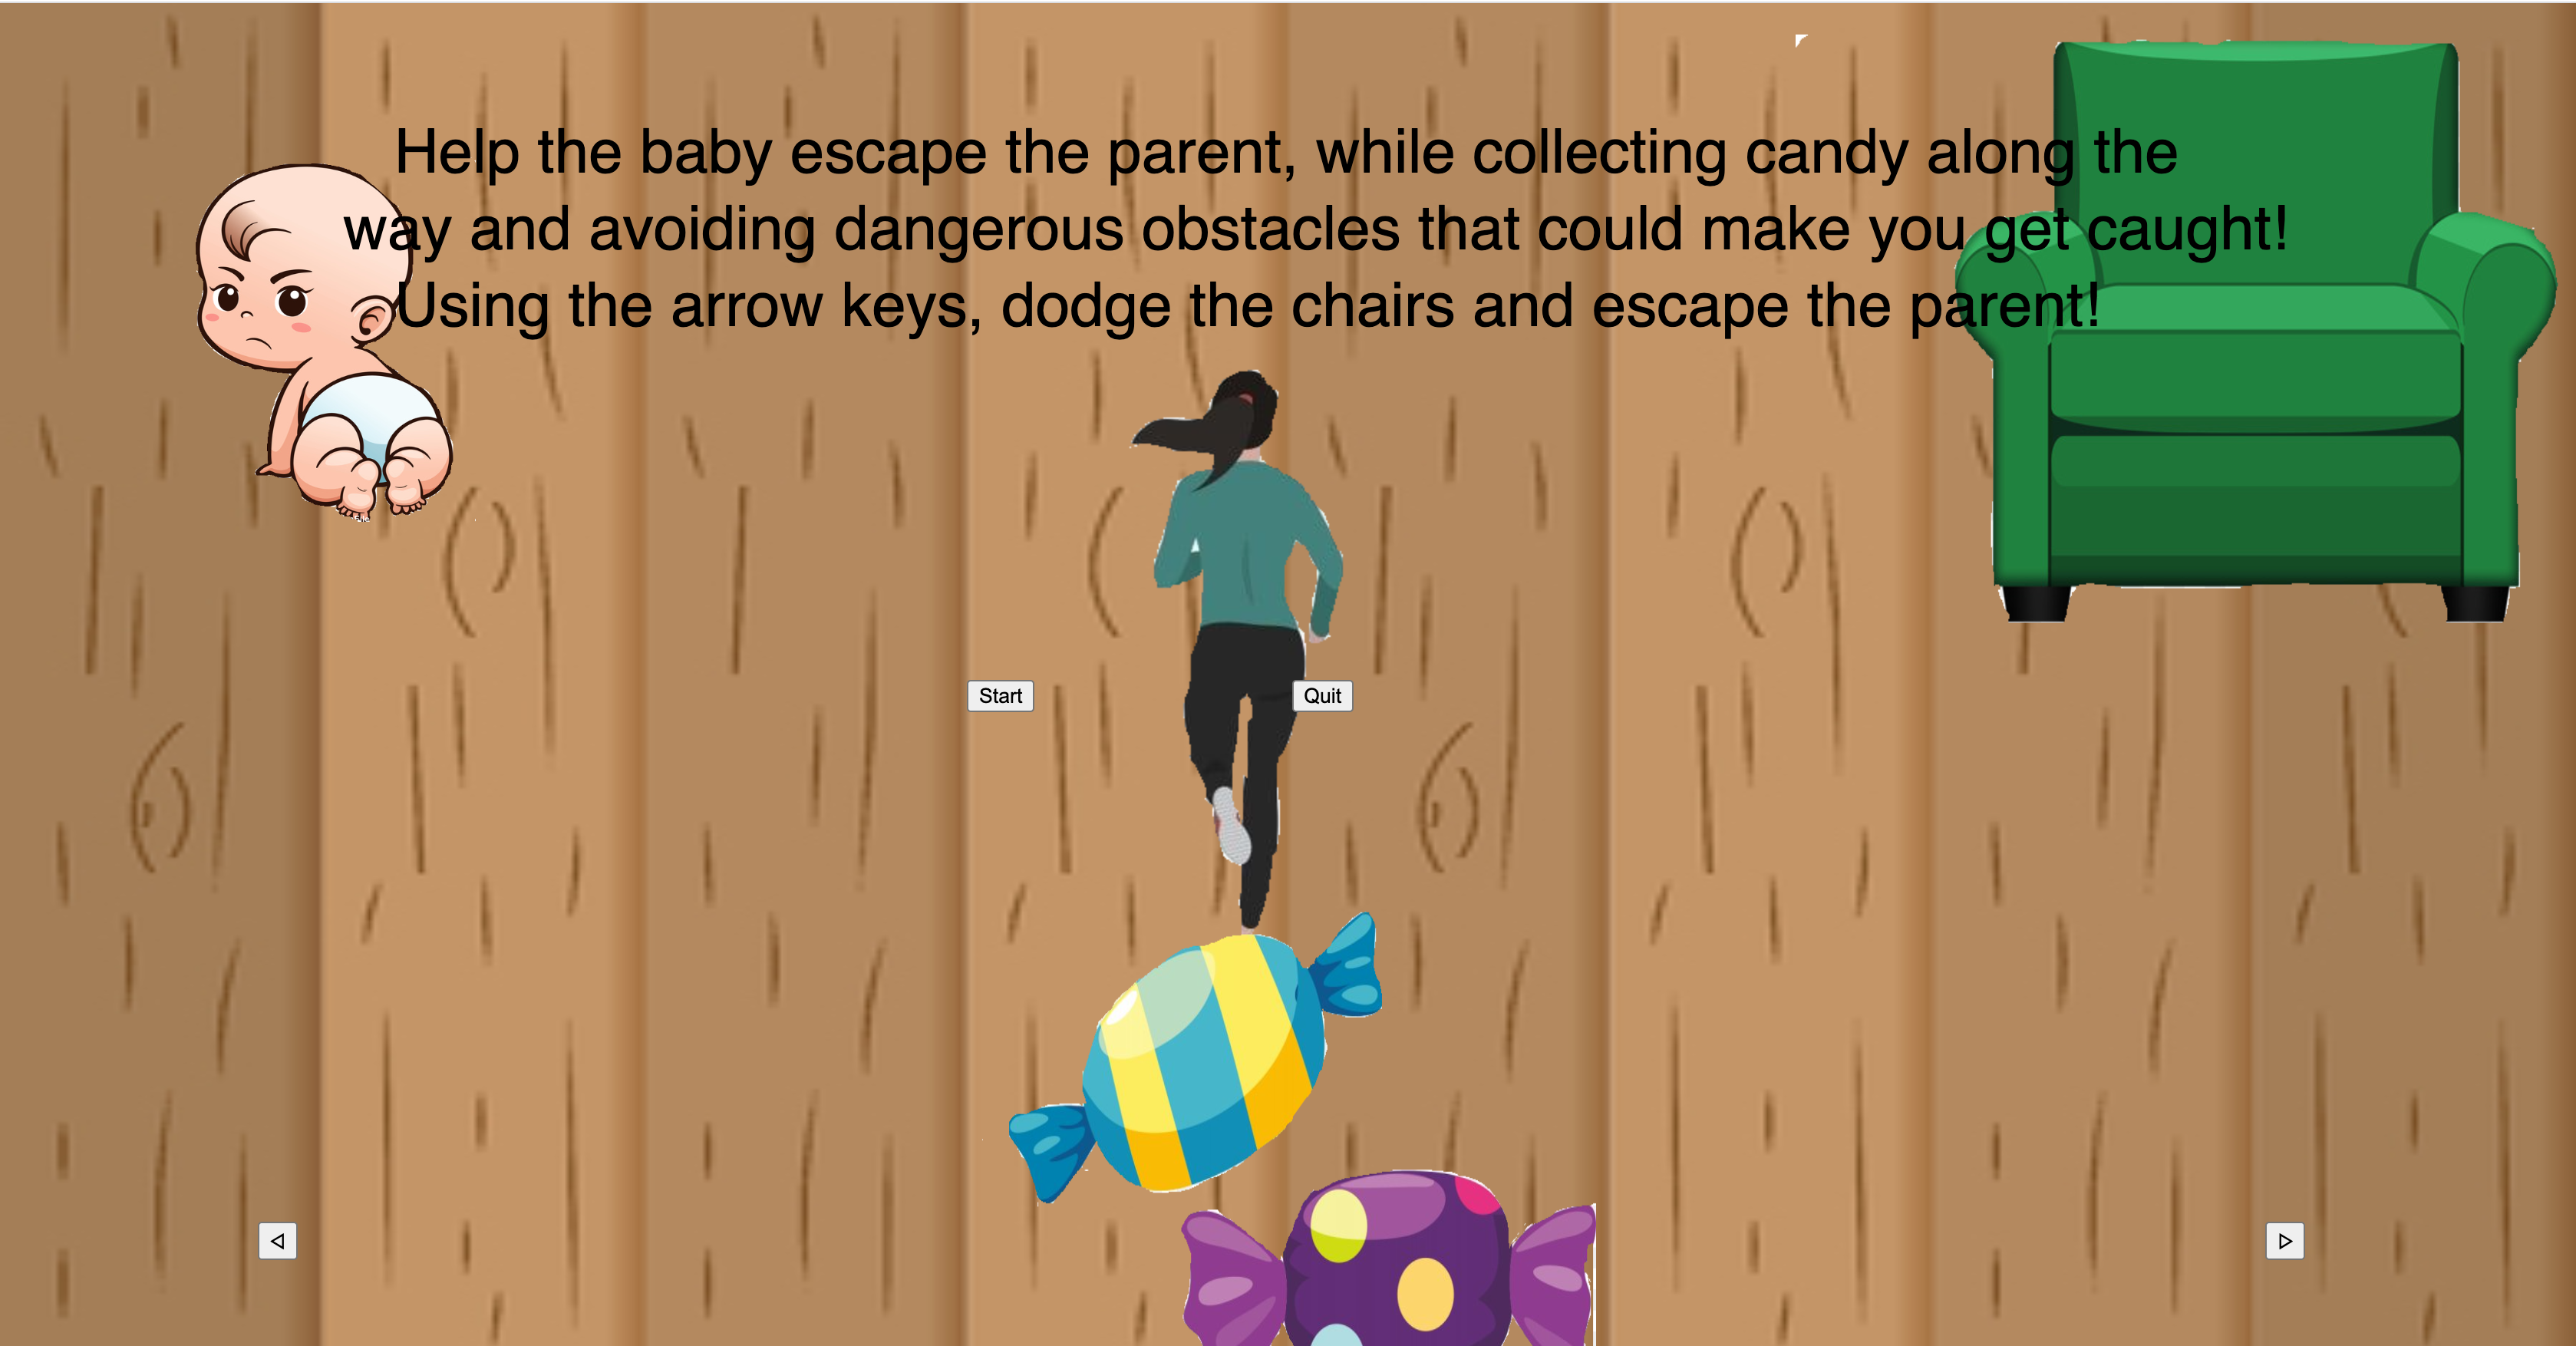 Help the baby escape the parent, while collecting candy along the
way and avoiding dangerous obstacles that could make you get caught!
Using the arrow keys, dodge the chairs and escape the parent!
Start
Quit